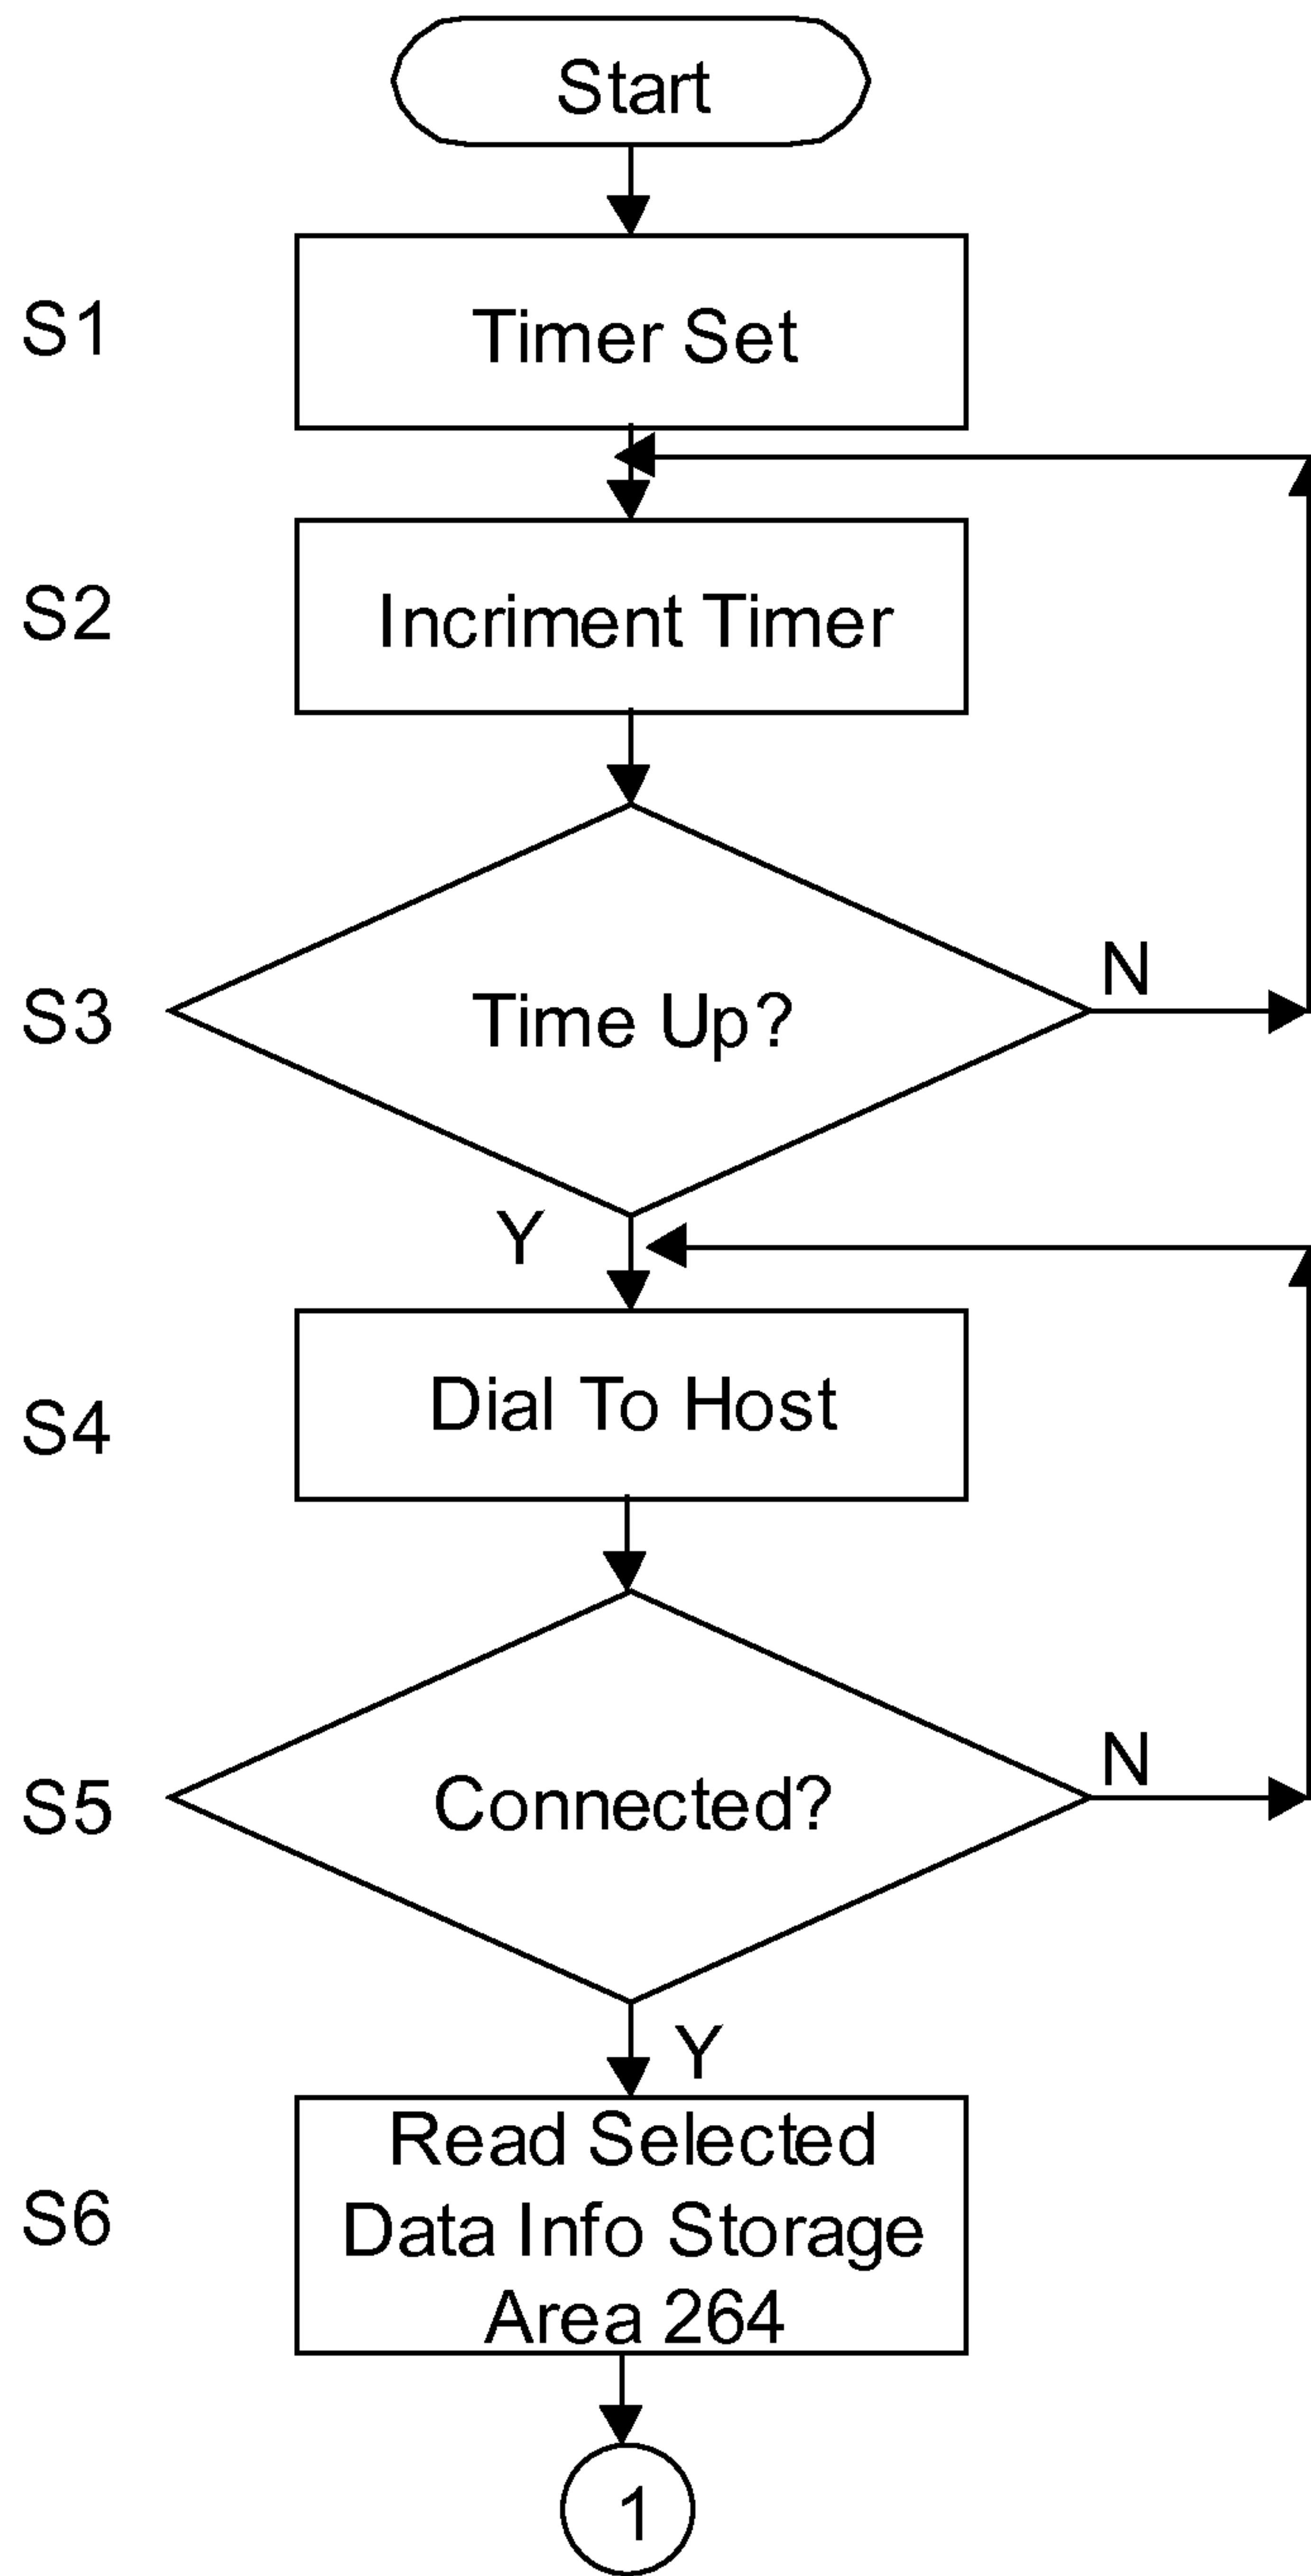 Start
S1
Timer Set
S2
Incriment Timer
S3
Time Up?
N
Y
S4
Dial To Host
S5
Connected?
N
Y
S6
Read Selected
Data Info Storage
Area 264
1